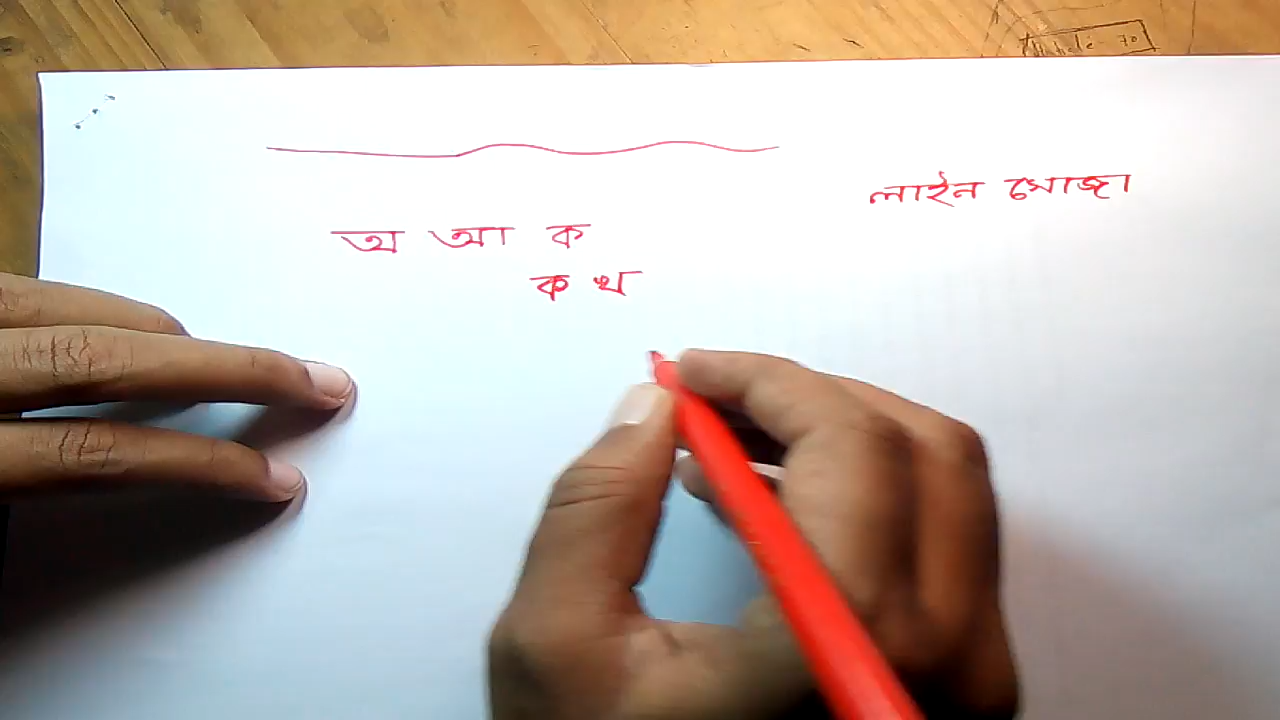 লাইন সোজা
অ আ ক
ক খ